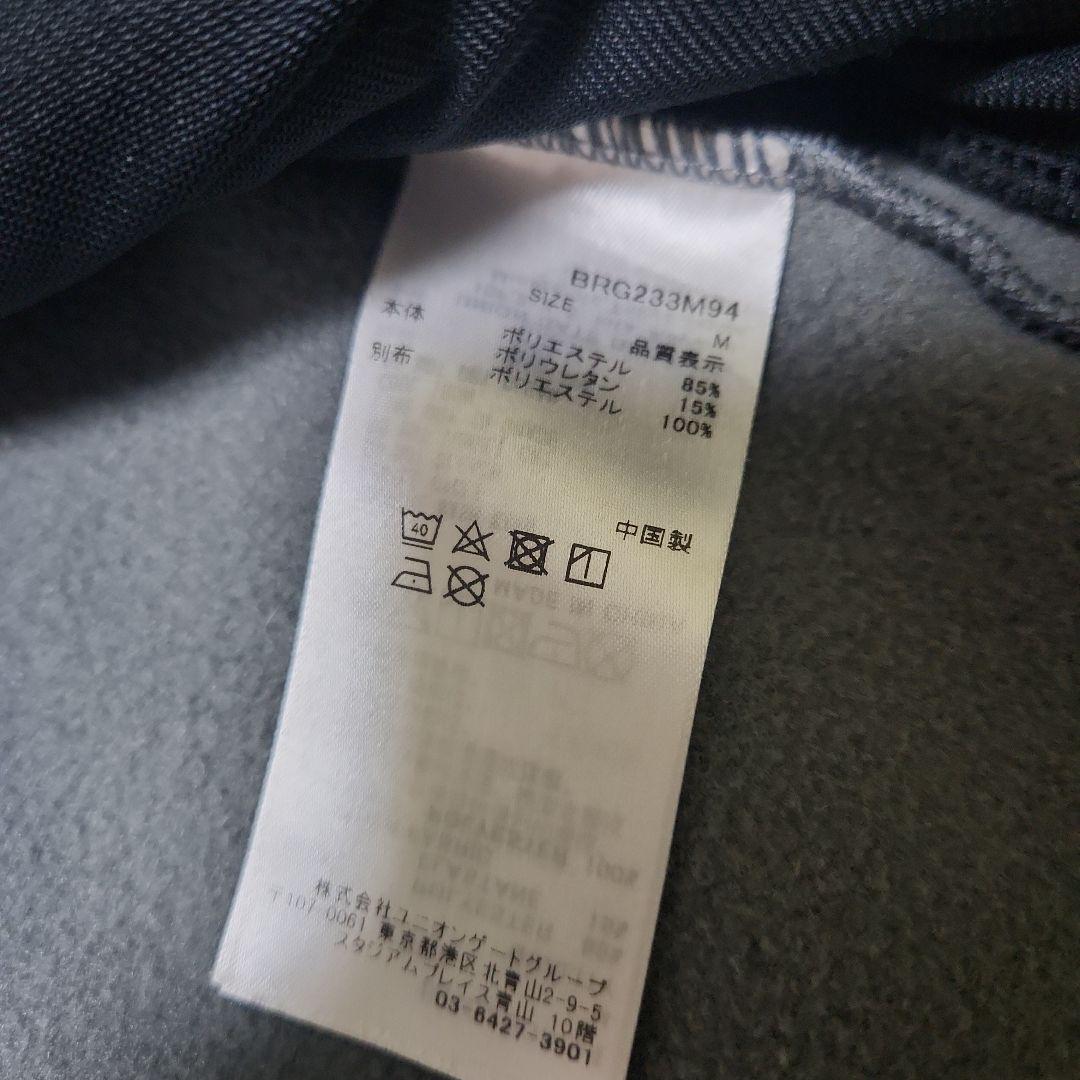 BRG233M94
SIZE M
品質表示
本体 ポリエステル 85%
ポリウレタン 15%
別布 ポリエステル 100%
中国製
40
株式会社ユニオンゲートグループ
〒107-0061 東京都港区北青山2-9-5
スタジアムプレイス青山 10階
03-6427-3901